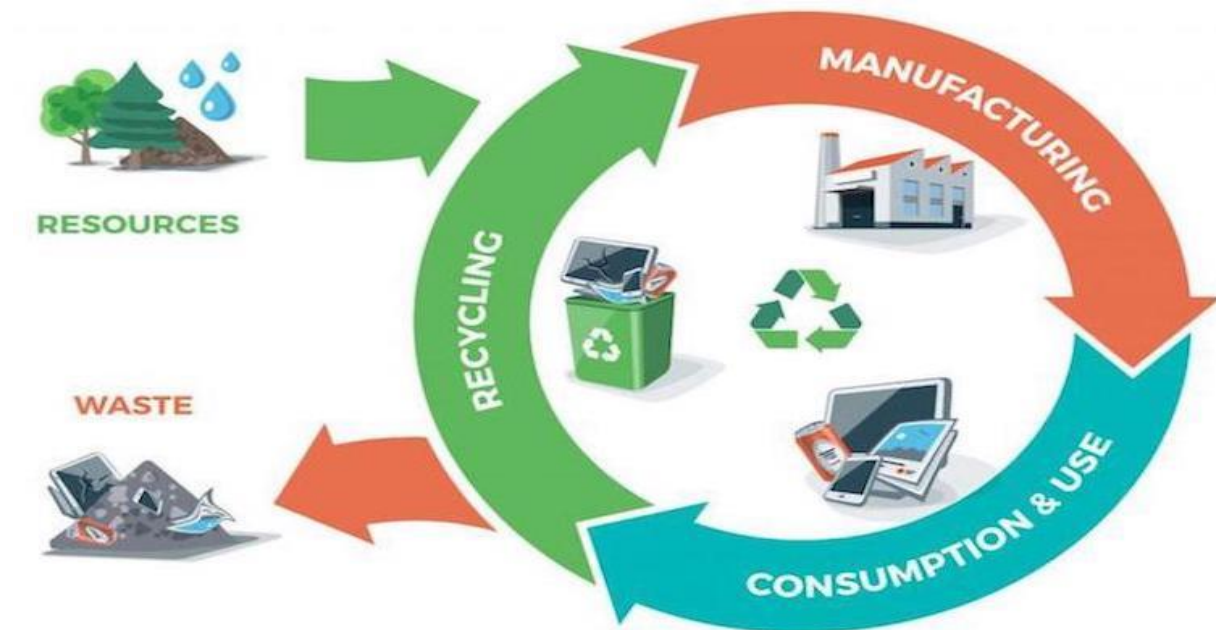 RESOURCES
WASTE
RECYCLING
MANUFACTURING
CONSUMPTION & USE